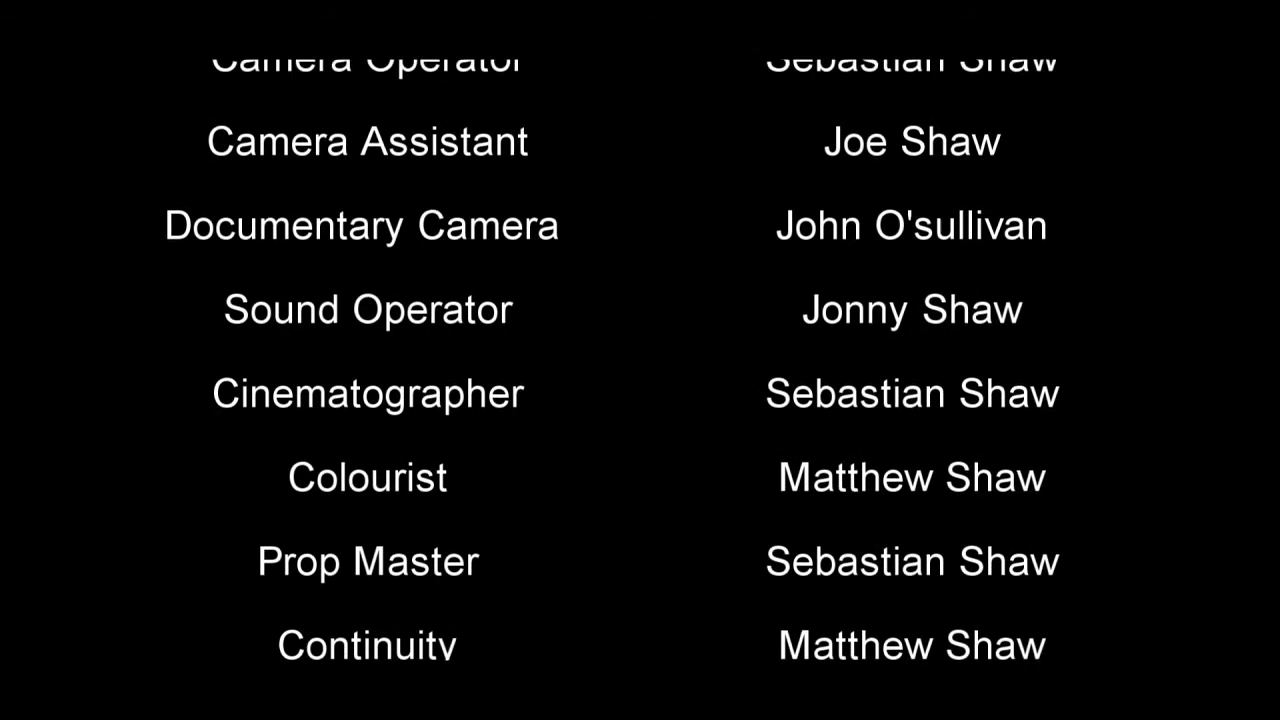 Camera Operator Sebastian Shaw
Camera Assistant Joe Shaw
Documentary Camera John O'sullivan
Sound Operator Jonny Shaw
Cinematographer Sebastian Shaw
Colourist Matthew Shaw
Prop Master Sebastian Shaw
Continuity Matthew Shaw